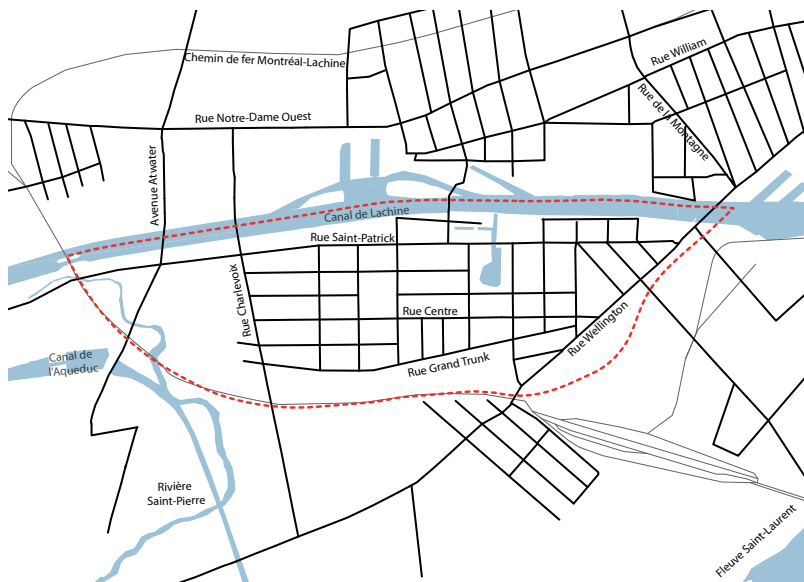 Rue William
Chemin de fer Montréal-Lachine
Rue de la Montagne
Rue Notre-Dame Ouest
Avenue Atwater
Canal de Lachine
Rue Saint-Patrick
Rue Charlevoix
Rue Centre
Rue Wellington
Canal de
l'Aqueduc
Rue Grand Trunk
Rivière
Saint-Pierre
Fleuve Saint-Laurent